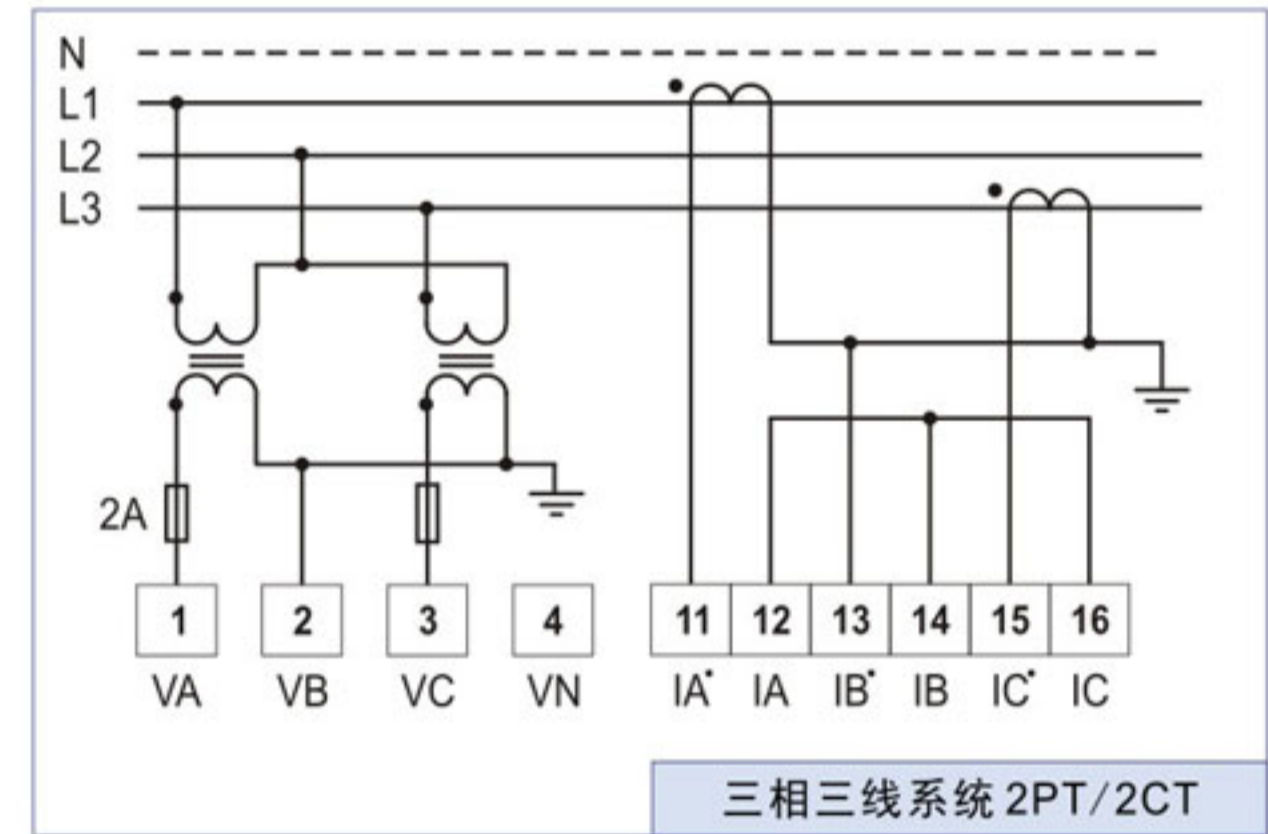 N
L1
L2
L3
2A
1 2 3 4 11 12 13 14 15 16
VA VB VC VN IA• IA IB• IB IC• IC
三相三线系统 2PT/2CT